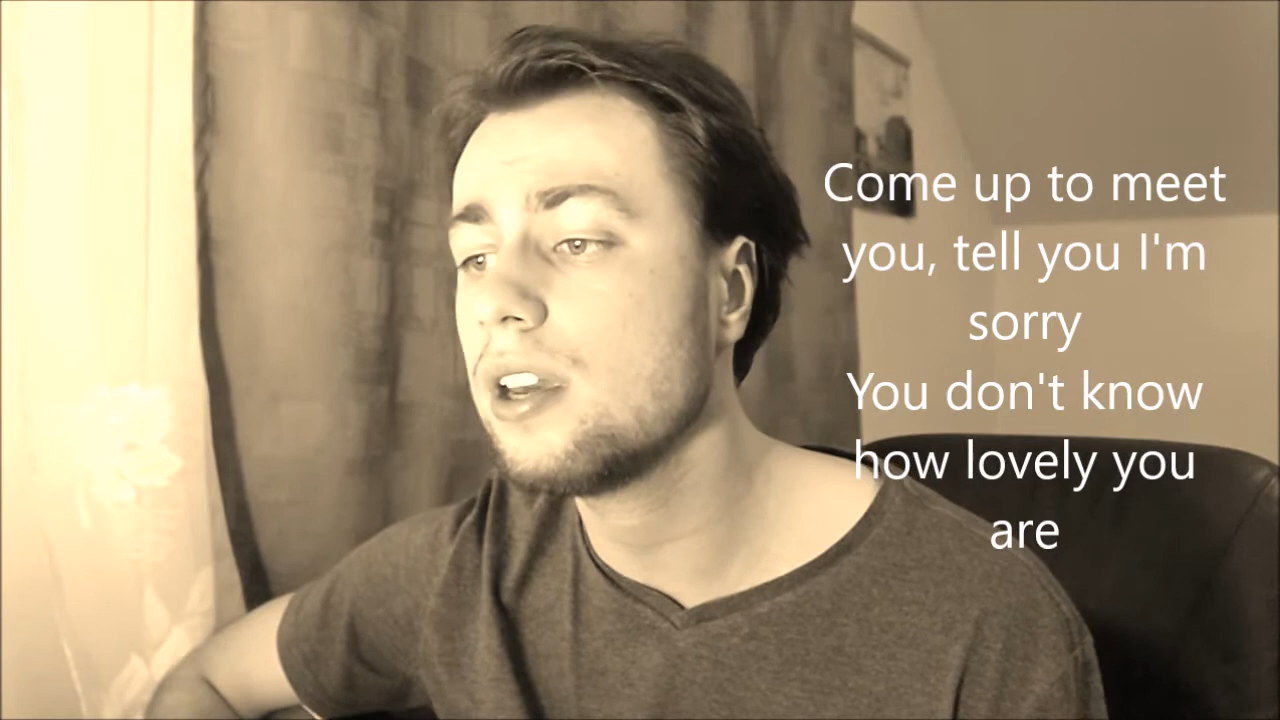 Come up to meet
you, tell you I'm
sorry
You don't know
how lovely you
are